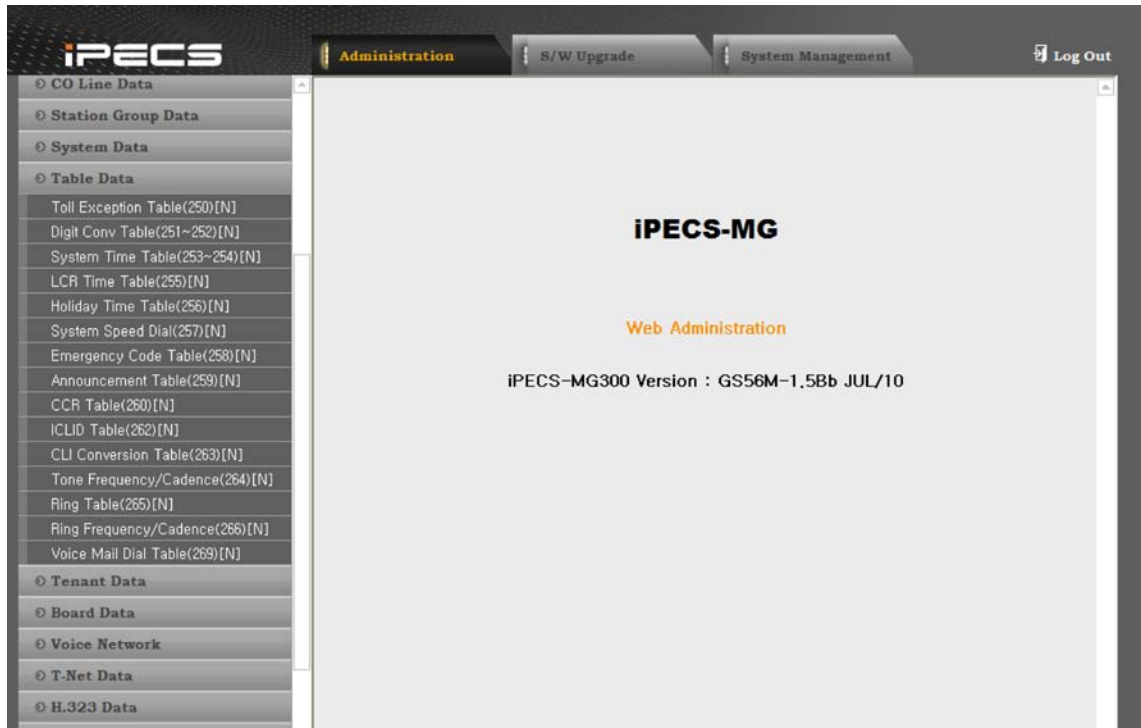 iPECS
Administration
S/W Upgrade
System Management
Log Out
CO Line Data
Station Group Data
System Data
Table Data
Toll Exception Table(250)[N]
Digit Conv Table(251~252)[N]
System Time Table(253~254)[N]
LCR Time Table(255)[N]
Holiday Time Table(256)[N]
System Speed Dial(257)[N]
Emergency Code Table(258)[N]
Announcement Table(259)[N]
CCR Table(260)[N]
ICLID Table(262)[N]
CLI Conversion Table(263)[N]
Tone Frequency/Cadence(264)[N]
Ring Table(265)[N]
Ring Frequency/Cadence(266)[N]
Voice Mail Dial Table(269)[N]
Tenant Data
Board Data
Voice Network
T-Net Data
H.323 Data
iPECS-MG
Web Administration
iPECS-MG300 Version : GS56M-1.5Bb JUL/10